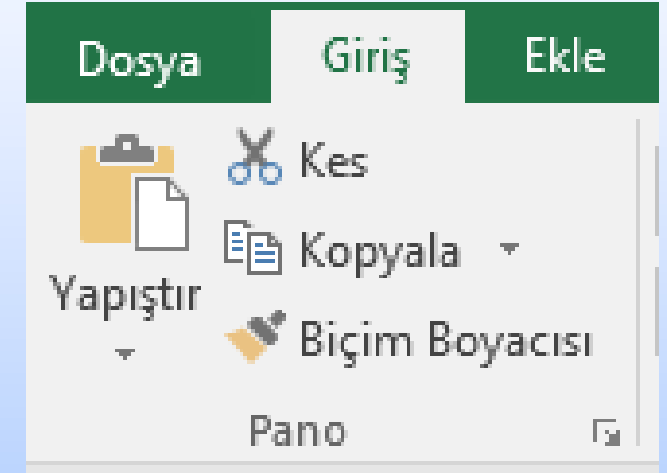 Dosya Giriş Ekle
Kes
Kopyala
Yapıştır
Biçim Boyacısı
Pano